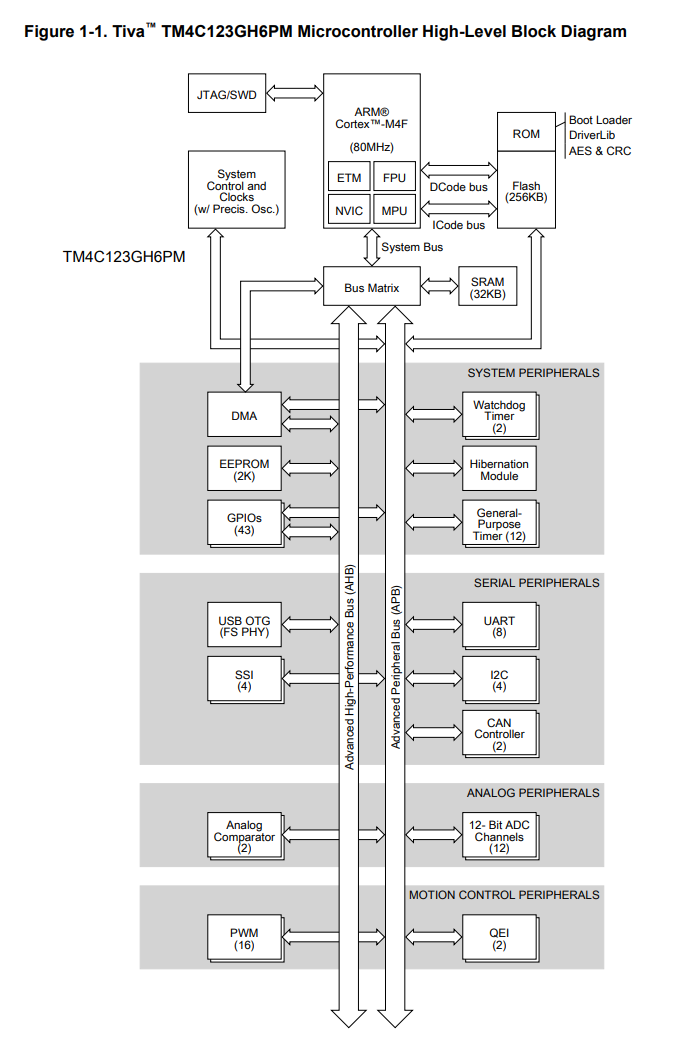 Figure 1-1. Tiva™ TM4C123GH6PM Microcontroller High-Level Block Diagram
JTAG/SWD
ARM®
Cortex™-M4F
(80MHz)
ETM
FPU
NVIC
MPU
ROM
Boot Loader
DriverLib
AES & CRC
Flash
(256KB)
DCode bus
ICode bus
System
Control and
Clocks
(w/ Precis. Osc.)
TM4C123GH6PM
System Bus
Bus Matrix
SRAM
(32KB)
SYSTEM PERIPHERALS
DMA
Watchdog
Timer
(2)
EEPROM
(2K)
Hibernation
Module
GPIOs
(43)
General-
Purpose
Timer (12)
Advanced High-Performance Bus (AHB)
Advanced Peripheral Bus (APB)
SERIAL PERIPHERALS
USB OTG
(FS PHY)
UART
(8)
SSI
(4)
I2C
(4)
CAN
Controller
(2)
ANALOG PERIPHERALS
Analog
Comparator
(2)
12- Bit ADC
Channels
(12)
MOTION CONTROL PERIPHERALS
PWM
(16)
QEI
(2)